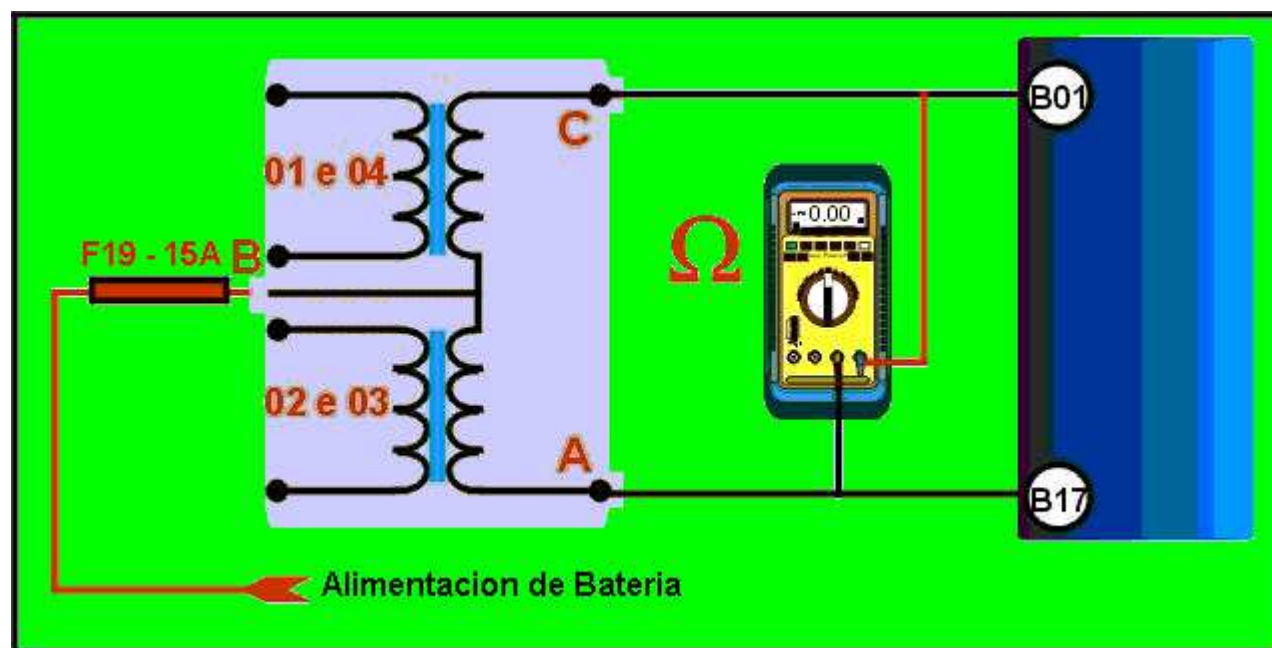 B01
C
01 e 04
-~0.00
Ω
F19 - 15A B
02 e 03
A
B17
Alimentacion de Bateria